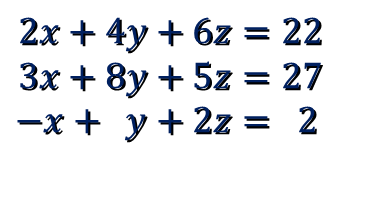 2x + 4y + 6z = 22
3x + 8y + 5z = 27
−x + y + 2z = 2